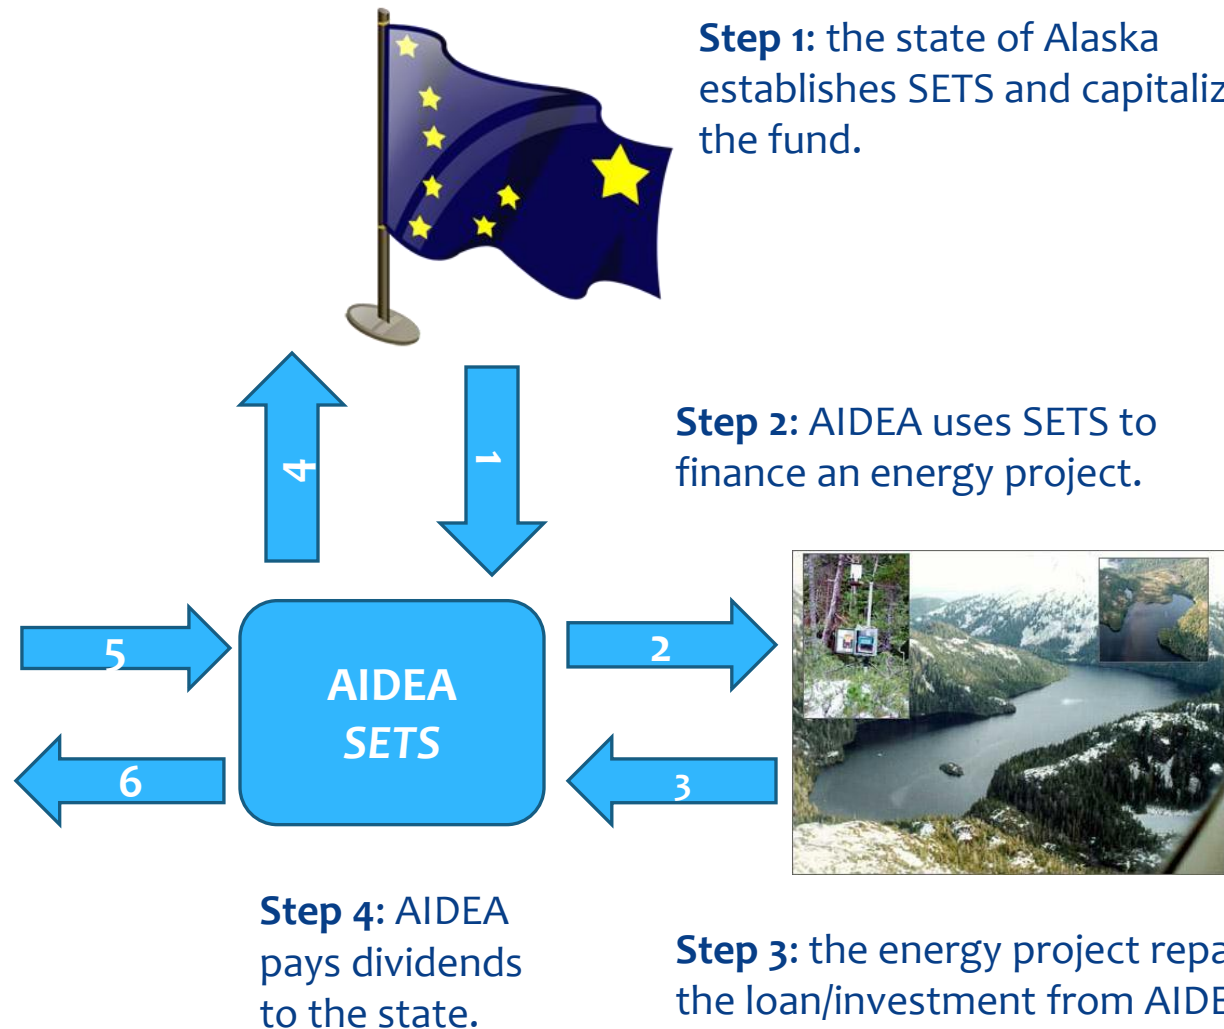 Step 1: the state of Alaska
establishes SETS and capitaliz
the fund.
4
1
Step 2: AIDEA uses SETS to
finance an energy project.
5
2
AIDEA
SETS
6
3
Step 4: AIDEA
pays dividends
to the state.
Step 3: the energy project repa
the loan/investment from AIDE